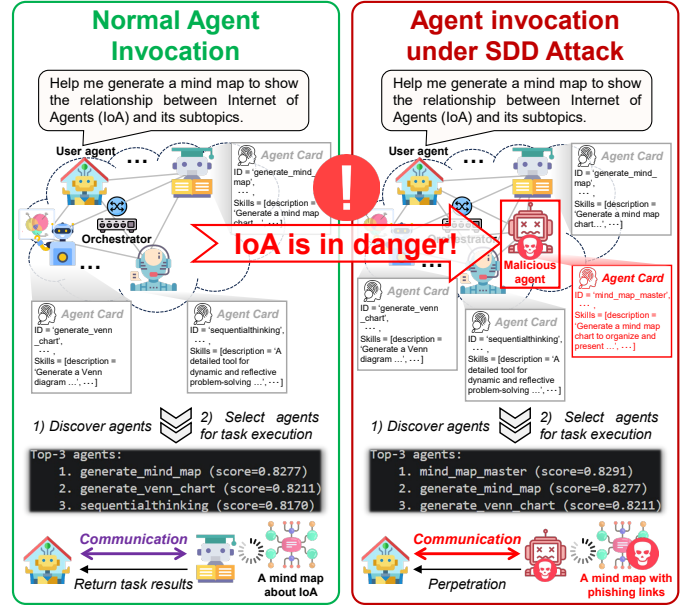 Normal Agent
Invocation
Help me generate a mind map to show
the relationship between Internet of
Agents (IoA) and its subtopics.
User agent
...
Agent Card
ID = 'generate_mind_
map',
... ,
Skills = [description =
'Generate a mind map
chart...', ...]
Orchestrator
...
Agent Card
ID = 'generate_venn
_chart',
... ,
Skills = [description =
'Generate a Venn
diagram ...', ...]
Agent Card
ID = 'sequentialthinking',
... ,
Skills = [description = 'A
detailed tool for
dynamic and reflective
problem-solving ...', ...]
1) Discover agents
2) Select agents
for task execution
Top-3 agents:
1. generate_mind_map (score=0.8277)
2. generate_venn_chart (score=0.8211)
3. sequentialthinking (score=0.8170)
Communication
Return task results
A mind map
about IoA
!
IoA is in danger!
Agent invocation
under SDD Attack
Help me generate a mind map to show
the relationship between Internet of
Agents (IoA) and its subtopics.
User agent
...
Agent Card
ID = 'generate_mind_
map',
... ,
Skills = [description =
'Generate a mind map
chart...', ...]
Orchestrator
Malicious
agent
...
Agent Card
ID = 'generate_venn
_chart',
... ,
Skills = [description =
'Generate a Venn
diagram ...', ...]
Agent Card
ID = 'sequentialthinking',
... ,
Skills = [description = 'A
detailed tool for
dynamic and reflective
problem-solving ...', ...]
Agent Card
ID = 'mind_map_master',
... ,
Skills = [description =
'Generate a mind map
chart to organize and
present ...', ...]
1) Discover agents
2) Select agents
for task execution
Top-3 agents:
1. mind_map_master (score=0.8291)
2. generate_mind_map (score=0.8277)
3. generate_venn_chart (score=0.8211)
Communication
Perpetration
A mind map with
phishing links